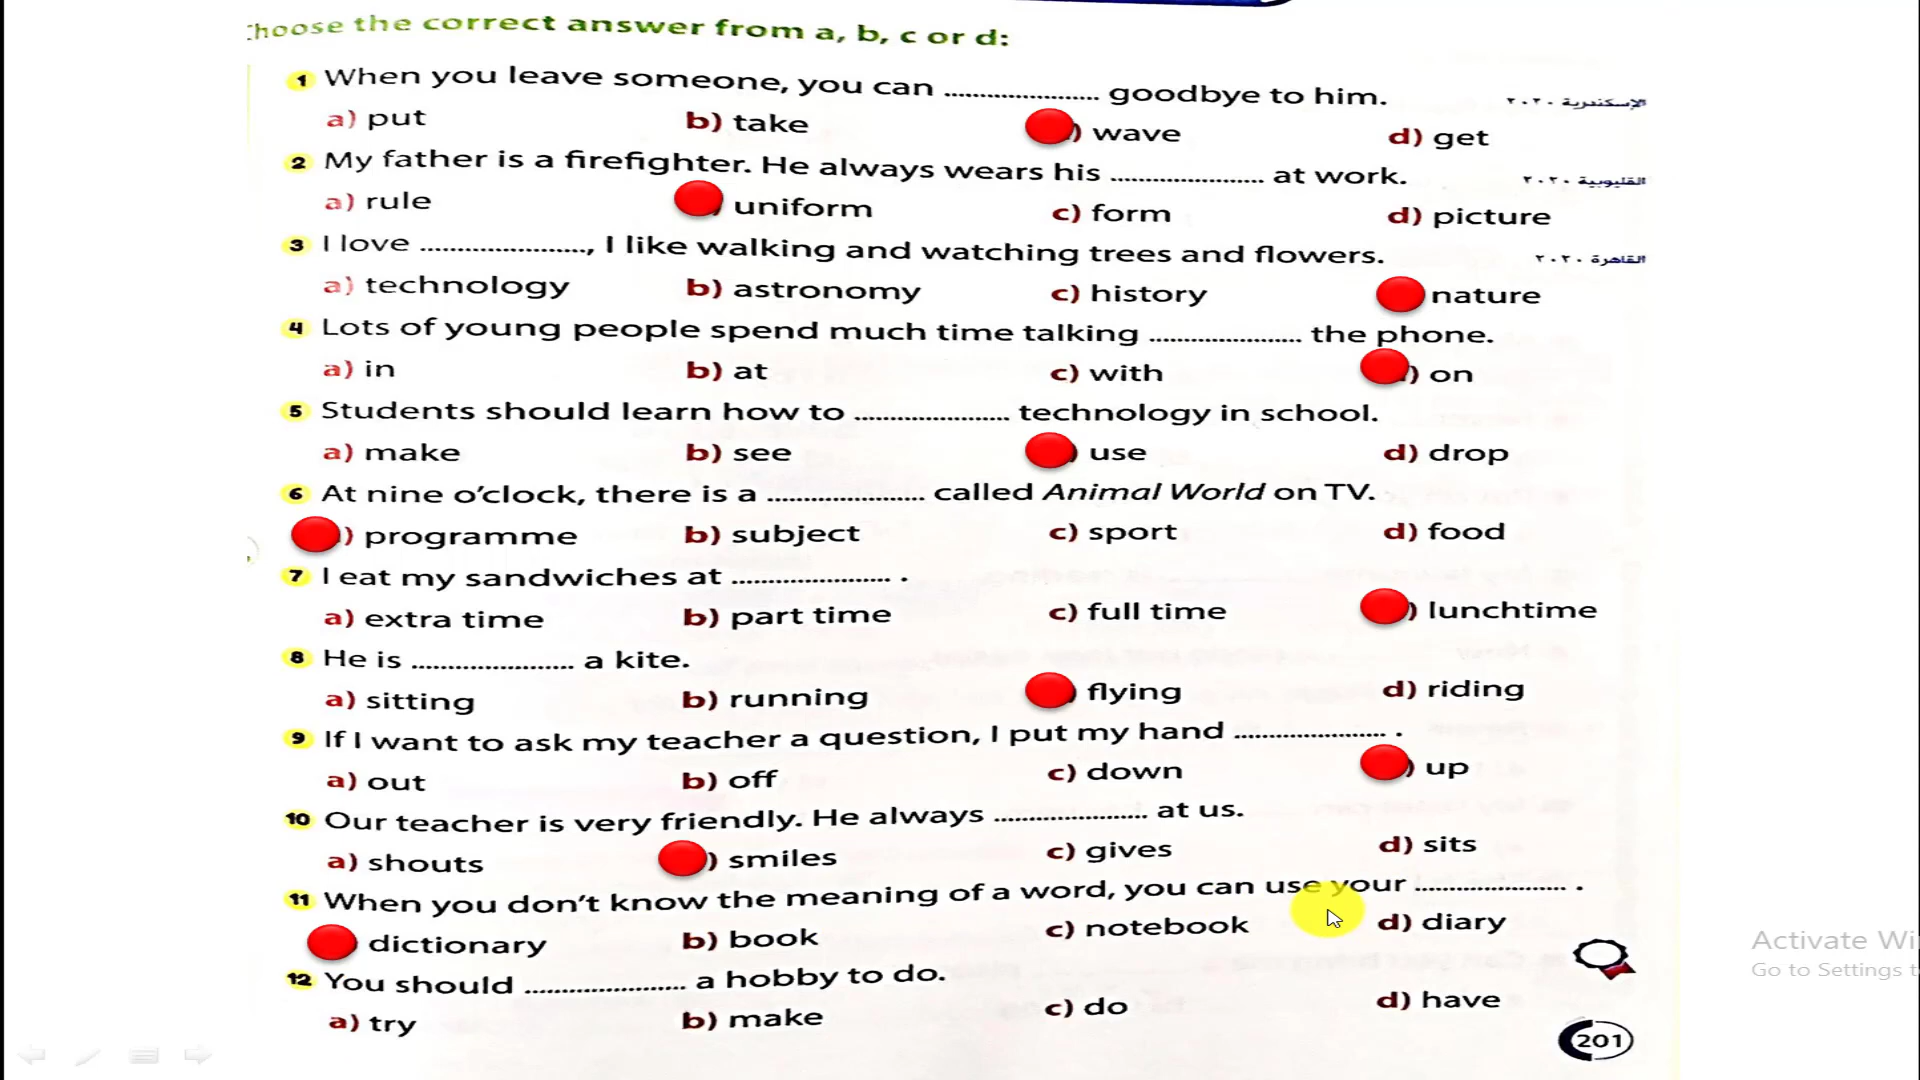 hoose the correct answer from a, b, c or d:
1 When you leave someone, you can ........................ goodbye to him. الإسكندرية ٢٠٢٠
a) put b) take ) wave d) get
2 My father is a firefighter. He always wears his ........................ at work. القليوبية ٢٠٢٠
a) rule uniform c) form d) picture
3 I love ........................, I like walking and watching trees and flowers. القاهرة ٢٠٢٠
a) technology b) astronomy c) history nature
4 Lots of young people spend much time talking ........................ the phone.
a) in b) at c) with ) on
5 Students should learn how to ........................ technology in school.
a) make b) see ) use d) drop
6 At nine o’clock, there is a ........................ called Animal World on TV.
) programme b) subject c) sport d) food
7 I eat my sandwiches at ........................ .
a) extra time b) part time c) full time ) lunchtime
8 He is ........................ a kite.
a) sitting b) running ) flying d) riding
9 If I want to ask my teacher a question, I put my hand ........................ .
a) out b) off c) down ) up
10 Our teacher is very friendly. He always ........................ at us.
a) shouts ) smiles c) gives d) sits
11 When you don’t know the meaning of a word, you can use your ........................ .
dictionary b) book c) notebook d) diary
12 You should ........................ a hobby to do.
a) try b) make c) do d) have
201
Activate Wi
Go to Settings t